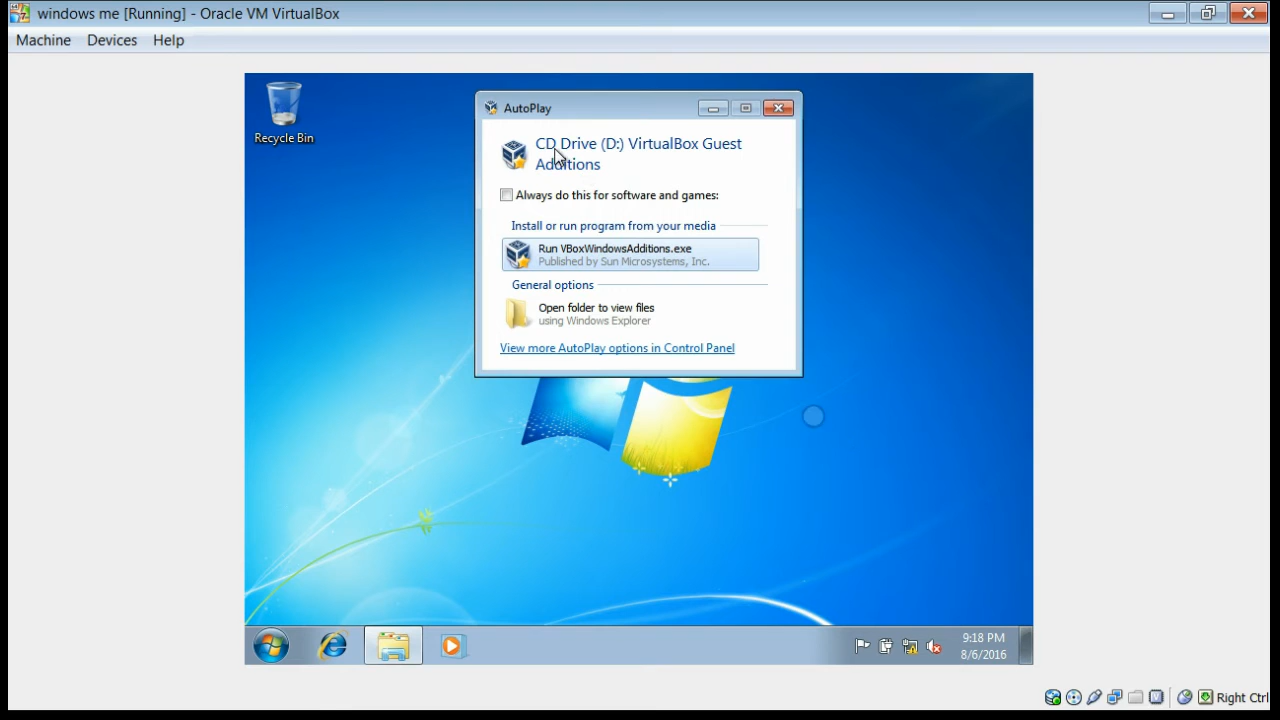 windows me [Running] - Oracle VM VirtualBox
Machine Devices Help
Recycle Bin
AutoPlay
CD Drive (D:) VirtualBox Guest
Additions
Always do this for software and games:
Install or run program from your media
Run VBoxWindowsAdditions.exe
Published by Sun Microsystems, Inc.
General options
Open folder to view files
using Windows Explorer
View more AutoPlay options in Control Panel
9:18 PM
8/6/2016
Right Ctrl